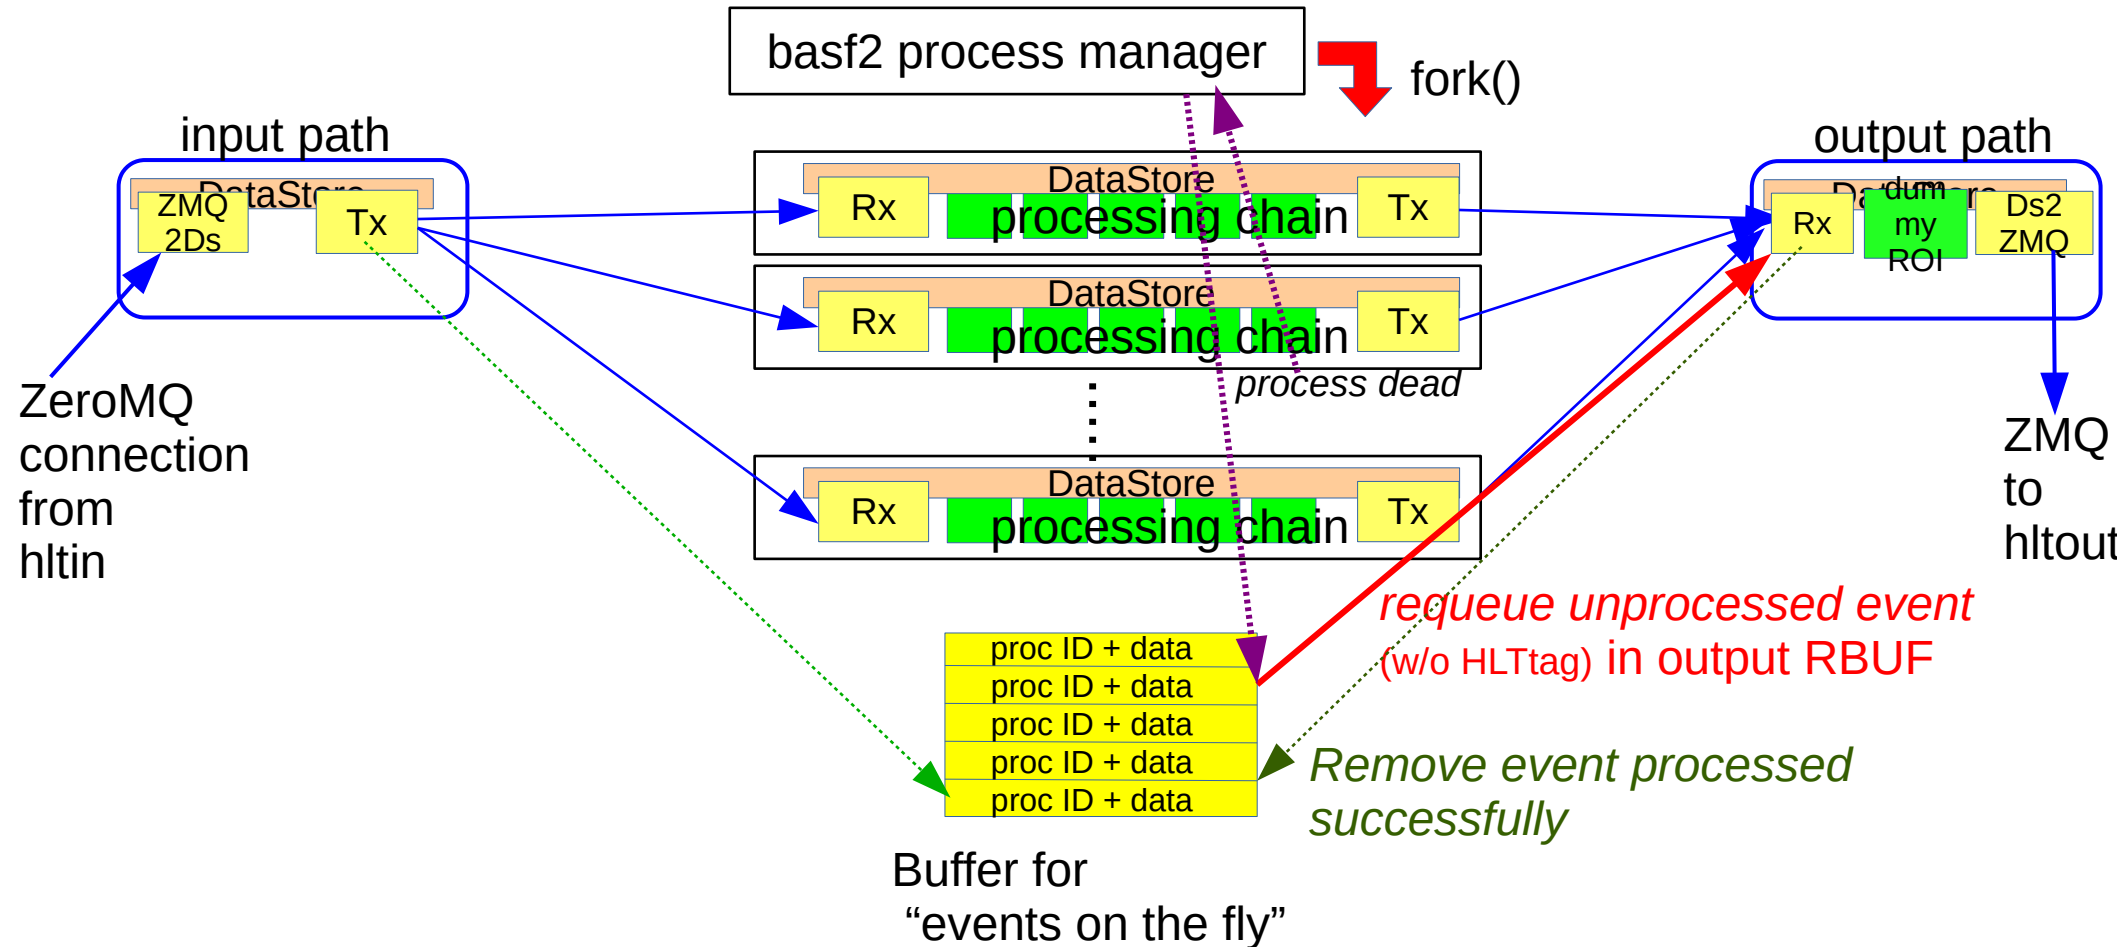 basf2 process manager
fork()
input path
output path
DataStore
ZMQ
2Ds
Tx
DataStore
Rx
processing chain
Tx
DataStore
Rx
dum
my
ROI
Ds2
ZMQ
DataStore
Rx
processing chain
Tx
process dead
ZeroMQ
connection
from
hltin
ZMQ
to
hltout
DataStore
Rx
processing chain
Tx
requeue unprocessed event
(w/o HLTtag) in output RBUF
proc ID + data
proc ID + data
proc ID + data
proc ID + data
proc ID + data
Remove event processed
successfully
Buffer for
“events on the fly”